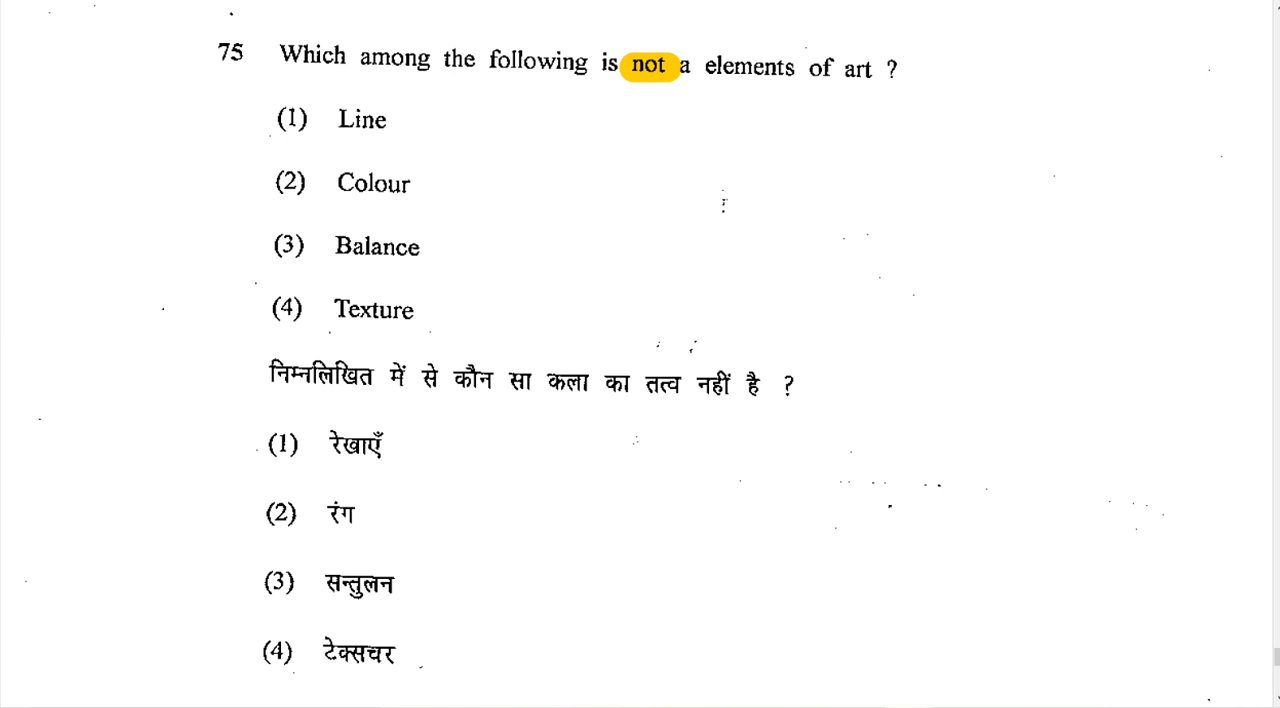 75 Which among the following is not a elements of art ?
(1) Line
(2) Colour
(3) Balance
(4) Texture
निम्नलिखित में से कौन सा कला का तत्व नहीं है ?
(1) रेखाएँ
(2) रंग
(3) सन्तुलन
(4) टेक्सचर